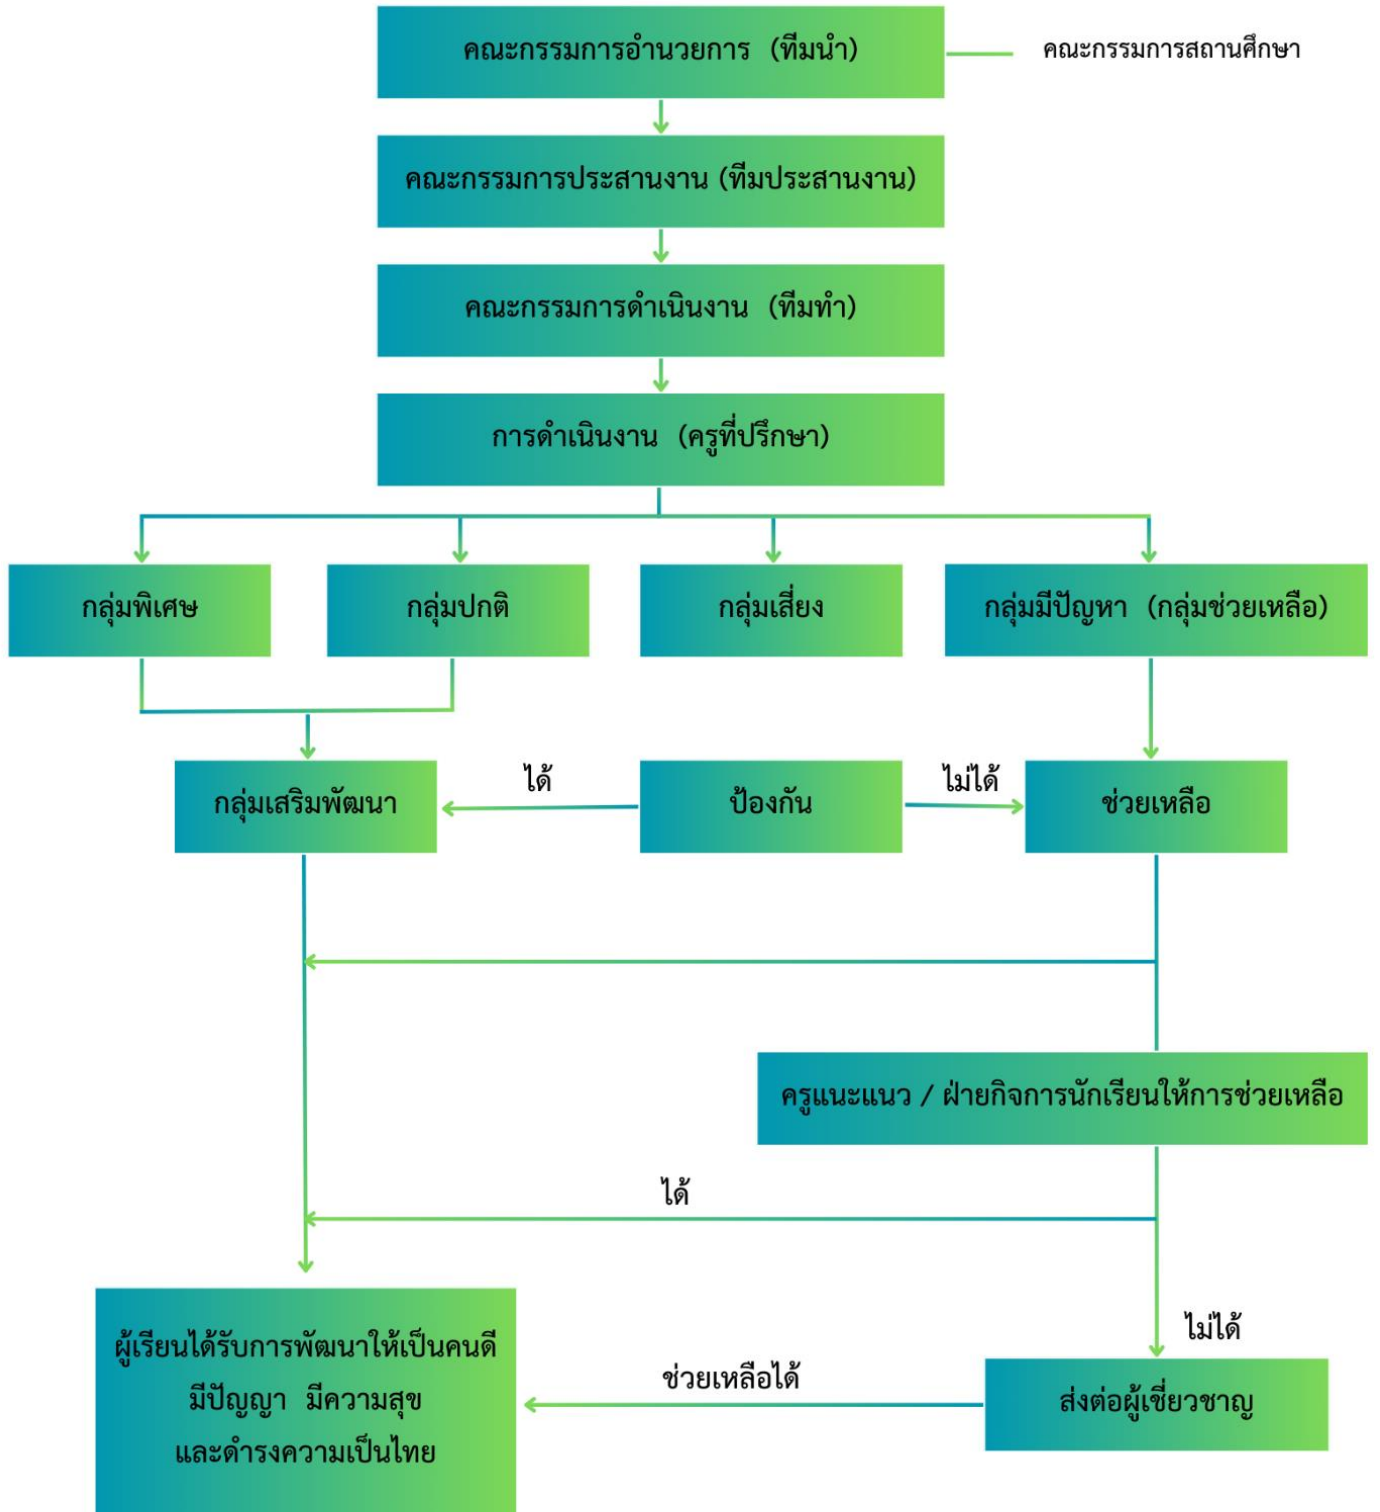 คณะกรรมการอำนวยการ (ทีมนำ)
คณะกรรมการสถานศึกษา
คณะกรรมการประสานงาน (ทีมประสานงาน)
คณะกรรมการดำเนินงาน (ทีมทำ)
การดำเนินงาน (ครูที่ปรึกษา)
กลุ่มพิเศษ
กลุ่มปกติ
กลุ่มเสี่ยง
กลุ่มมีปัญหา (กลุ่มช่วยเหลือ)
กลุ่มเสริมพัฒนา
ได้
ป้องกัน
ไม่ได้
ช่วยเหลือ
ครูแนะแนว / ฝ่ายกิจการนักเรียนให้การช่วยเหลือ
ได้
ไม่ได้
ผู้เรียนได้รับการพัฒนาให้เป็นคนดี
มีปัญญา มีความสุข
และดำรงความเป็นไทย
ช่วยเหลือได้
ส่งต่อผู้เชี่ยวชาญ